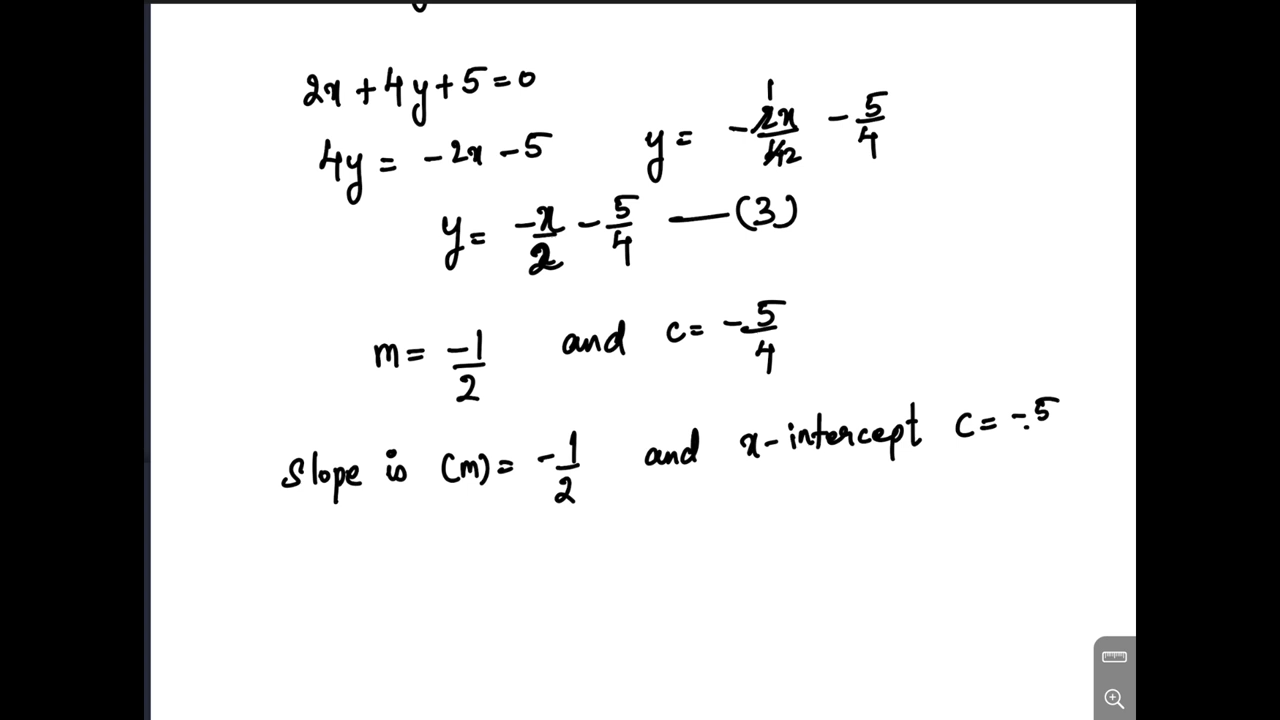 2x + 4y + 5 = 0
4y = -2x - 5    y = -2x/42 - 5/4
y = -x/2 - 5/4 —— (3)
m = -1/2 and c = -5/4
Slope is (m) = -1/2 and x-intercept c = -5